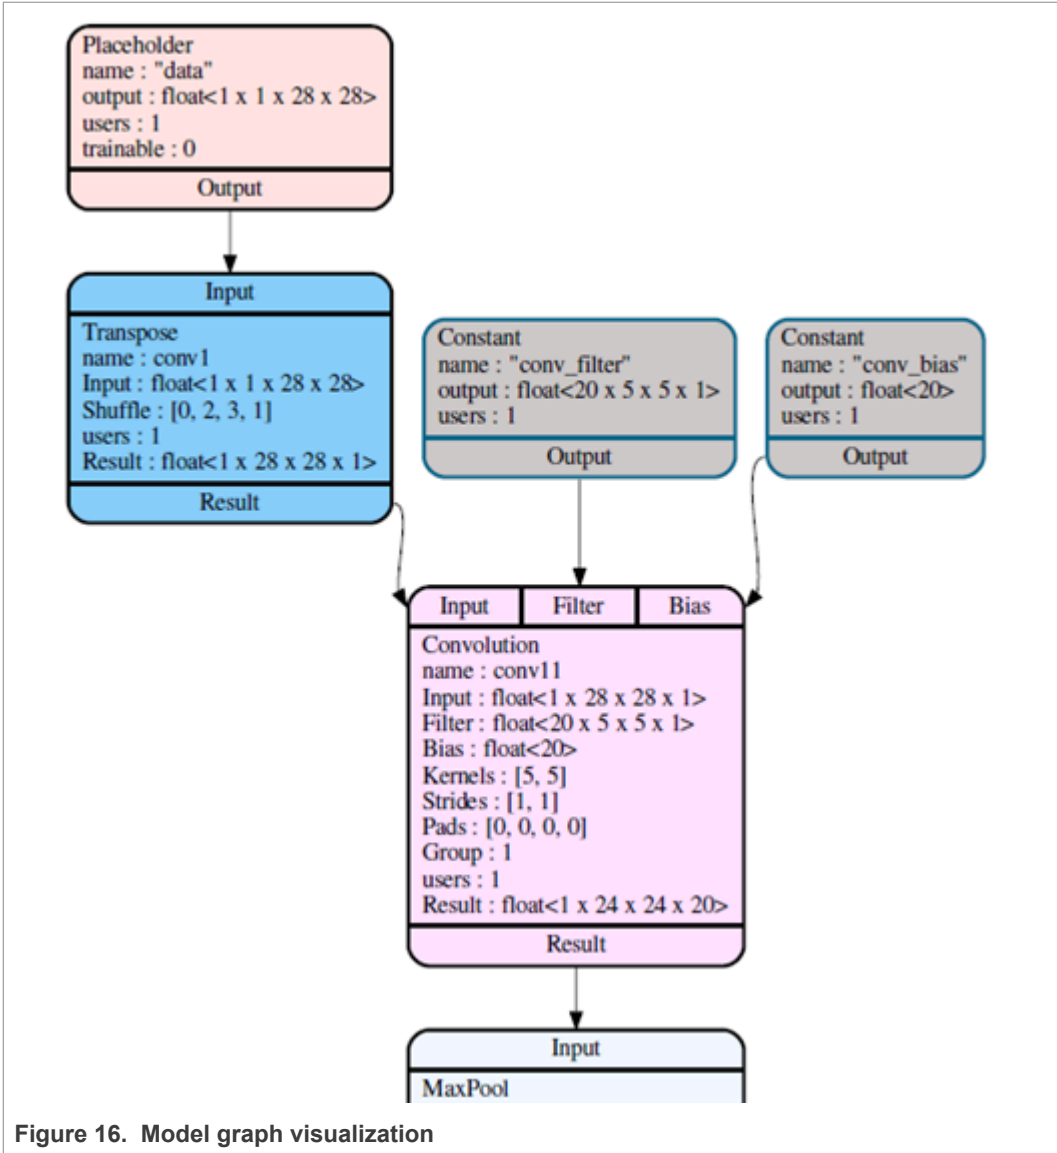 Placeholder
name : "data"
output : float<1 x 1 x 28 x 28>
users : 1
trainable : 0
Output
Input
Transpose
name : conv1
Input : float<1 x 1 x 28 x 28>
Shuffle : [0, 2, 3, 1]
users : 1
Result : float<1 x 28 x 28 x 1>
Result
Constant
name : "conv_filter"
output : float<20 x 5 x 5 x 1>
users : 1
Output
Constant
name : "conv_bias"
output : float<20>
users : 1
Output
Input Filter Bias
Convolution
name : conv11
Input : float<1 x 28 x 28 x 1>
Filter : float<20 x 5 x 5 x 1>
Bias : float<20>
Kernels : [5, 5]
Strides : [1, 1]
Pads : [0, 0, 0, 0]
Group : 1
users : 1
Result : float<1 x 24 x 24 x 20>
Result
Input
MaxPool
Figure 16. Model graph visualization